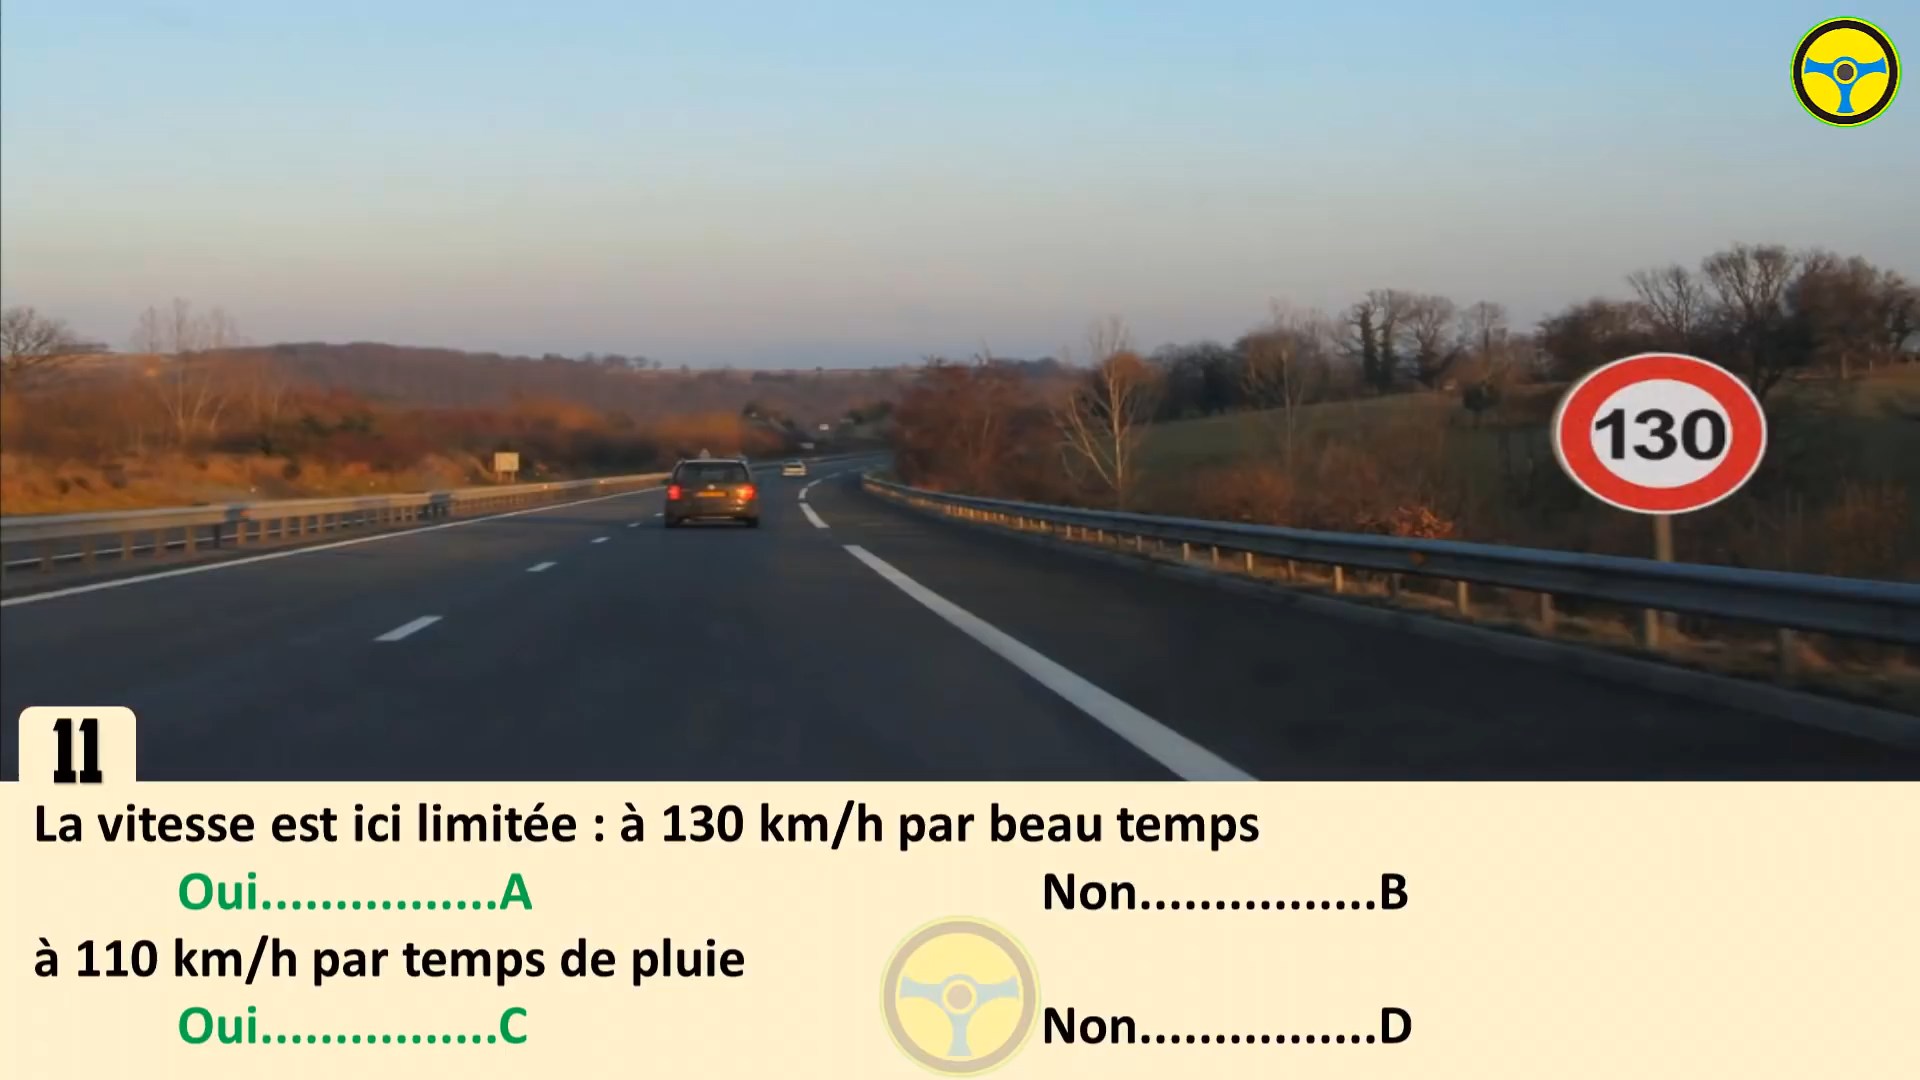 130
11
La vitesse est ici limitée : à 130 km/h par beau temps
Oui................A Non................B
à 110 km/h par temps de pluie
Oui................C Non................D